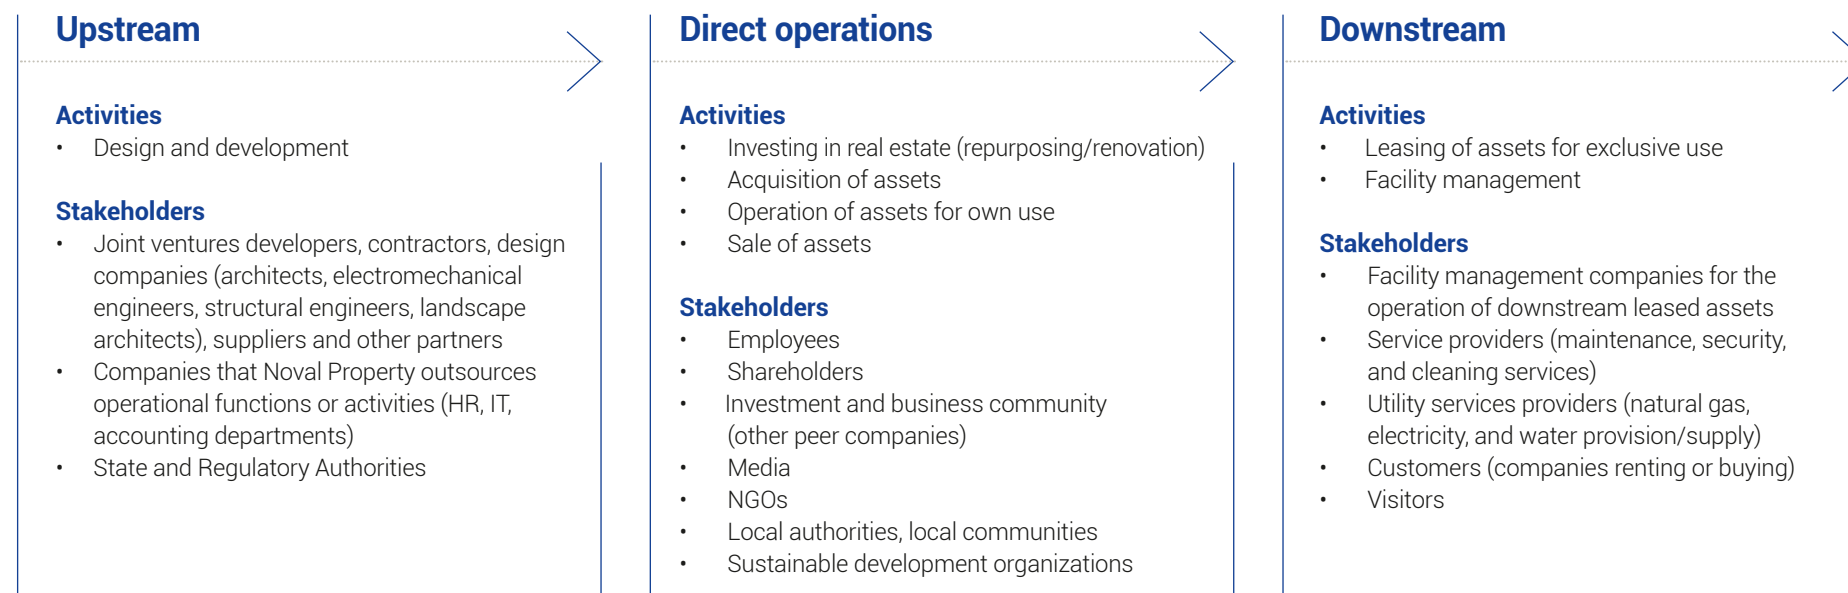 Upstream
Activities
• Design and development
Stakeholders
• Joint ventures developers, contractors, design
companies (architects, electromechanical
engineers, structural engineers, landscape
architects), suppliers and other partners
• Companies that Noval Property outsources
operational functions or activities (HR, IT,
accounting departments)
• State and Regulatory Authorities
Direct operations
Activities
• Investing in real estate (repurposing/renovation)
• Acquisition of assets
• Operation of assets for own use
• Sale of assets
Stakeholders
• Employees
• Shareholders
• Investment and business community
(other peer companies)
• Media
• NGOs
• Local authorities, local communities
• Sustainable development organizations
Downstream
Activities
• Leasing of assets for exclusive use
• Facility management
Stakeholders
• Facility management companies for the
operation of downstream leased assets
• Service providers (maintenance, security,
and cleaning services)
• Utility services providers (natural gas,
electricity, and water provision/supply)
• Customers (companies renting or buying)
• Visitors